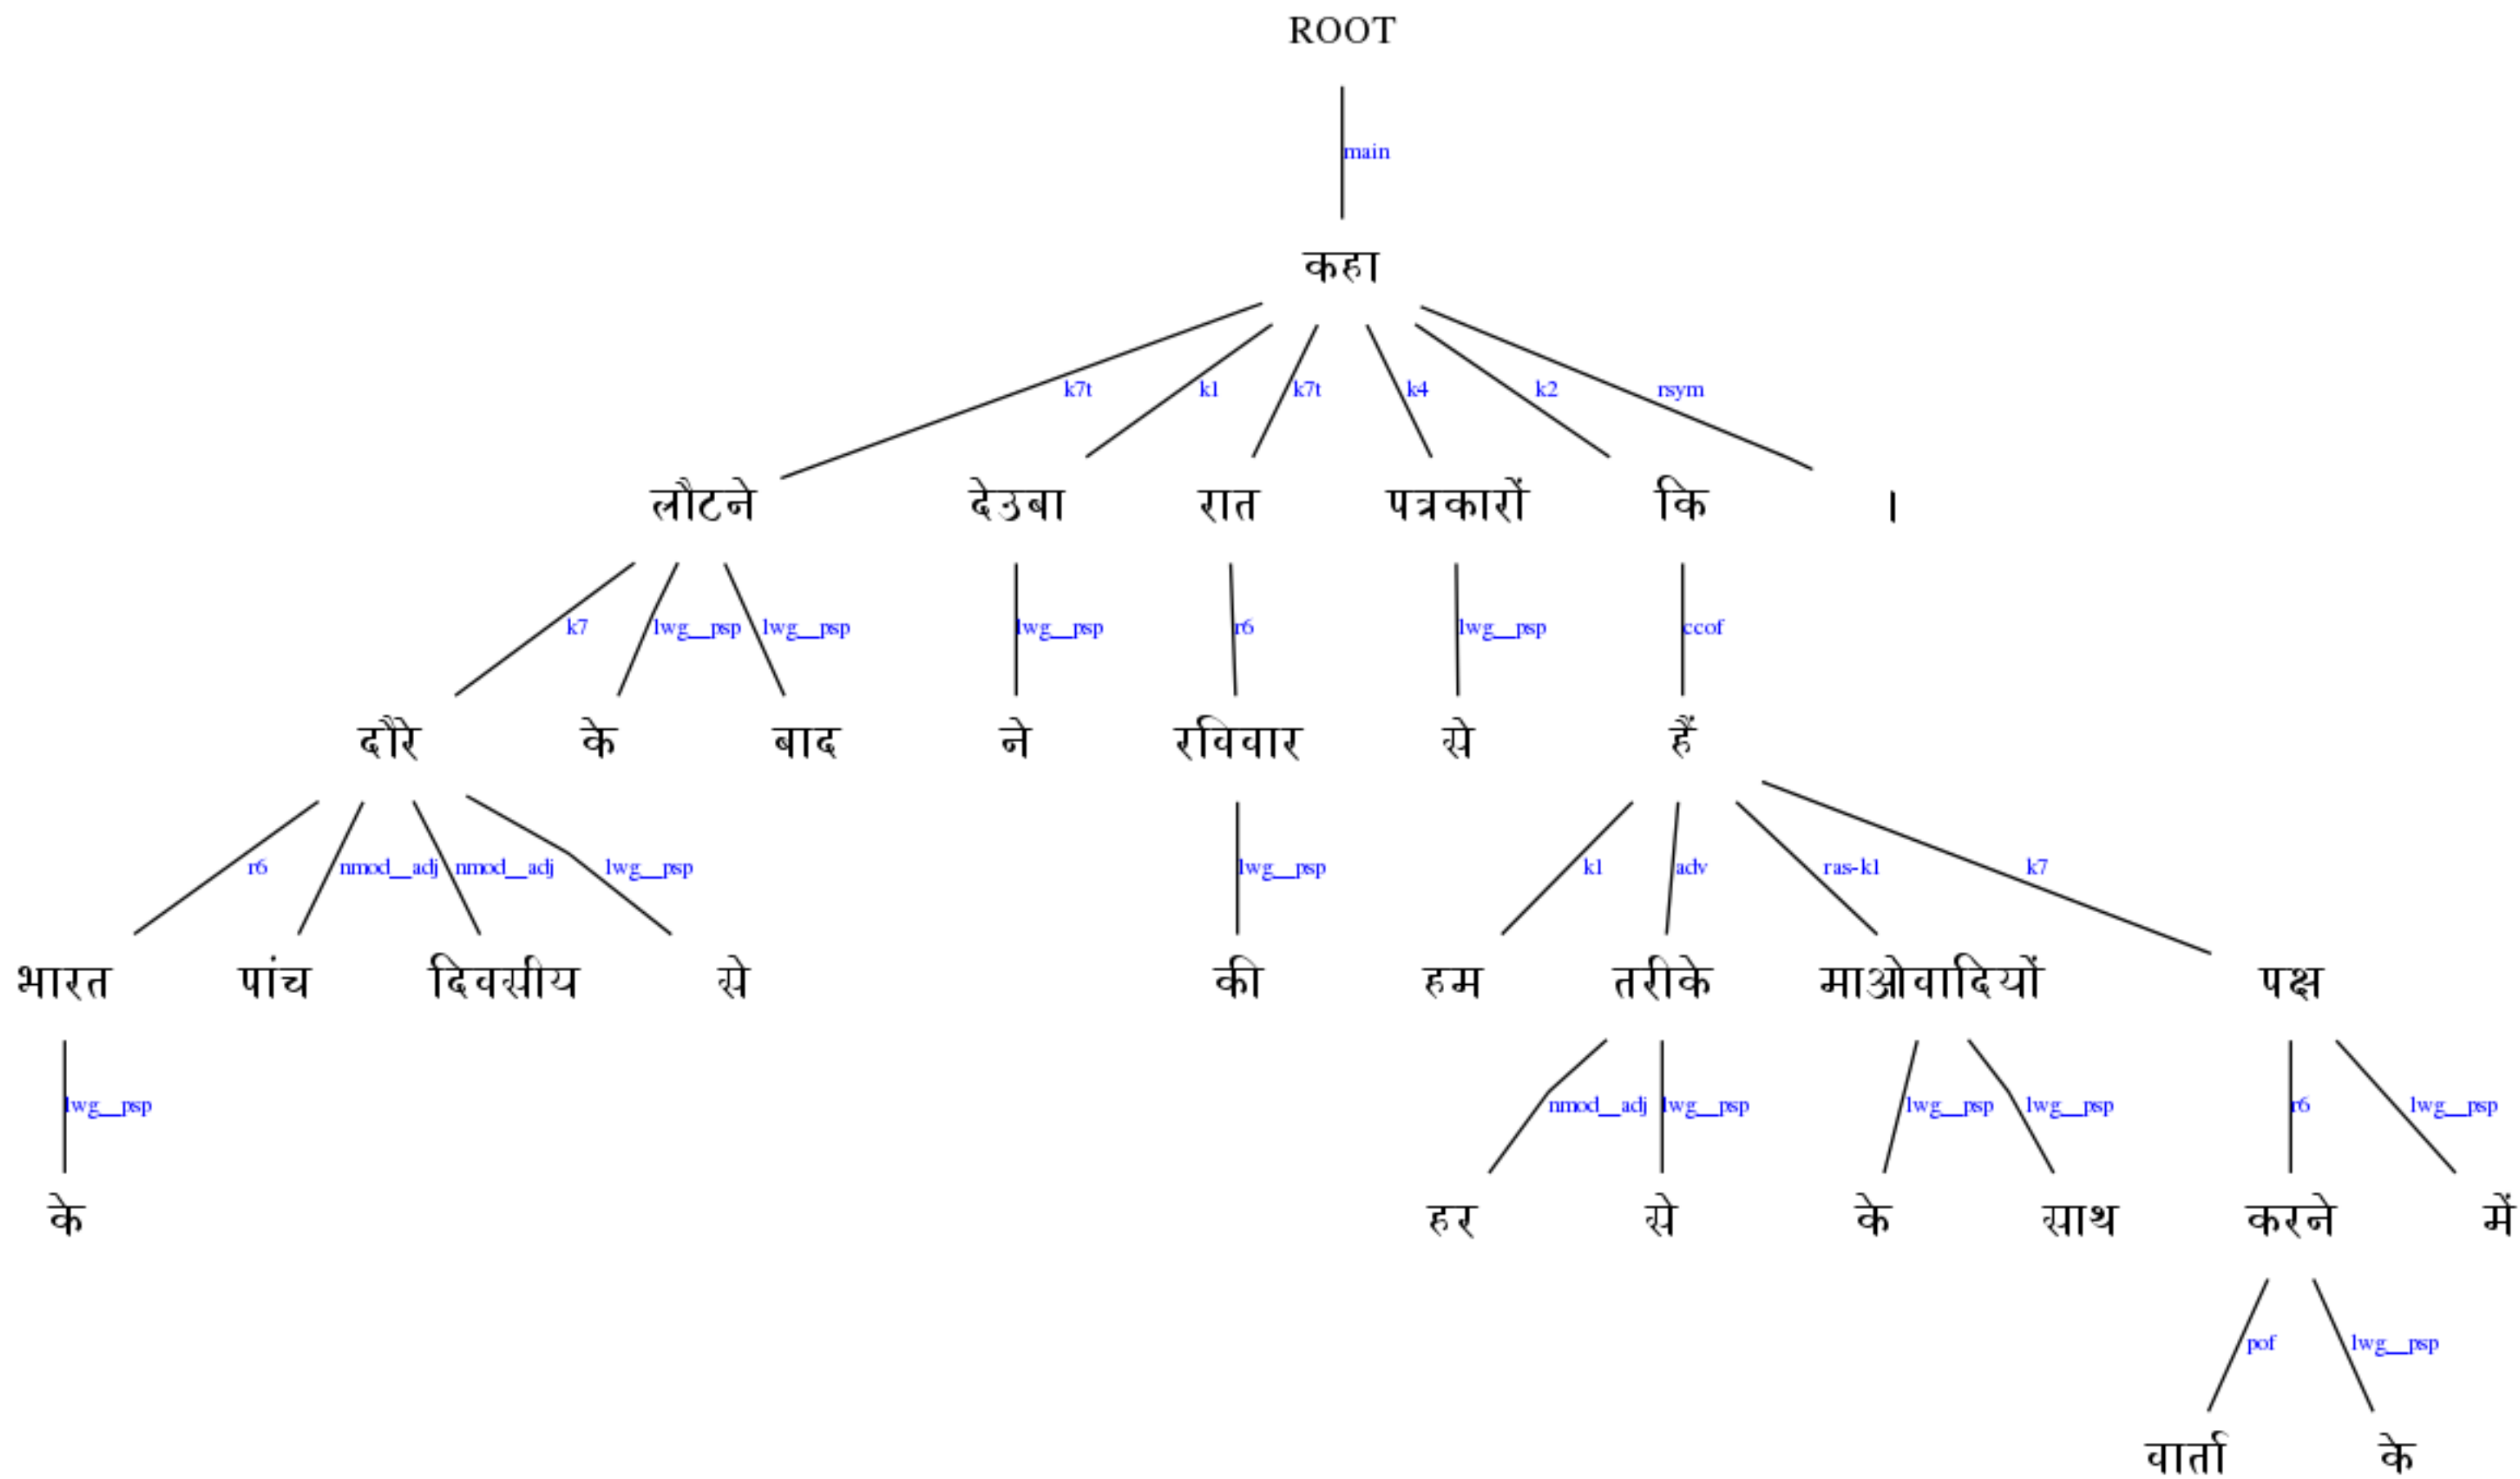 ROOT
main
कहा
k7t k1 k7t k4 k2 rsym
लौटने देउबा रात पत्रकारों कि ।
k7 lwg__psp lwg__psp lwg__psp r6 lwg__psp ccof
दौरे के बाद ने रविवार से हैं
r6 nmod__adj nmod__adj lwg__psp lwg__psp k1 adv ras-k1 k7
भारत पांच दिवसीय से की हम तरीके माओवादियों पक्ष
lwg__psp nmod__adj lwg__psp lwg__psp lwg__psp r6 lwg__psp
के हर से के साथ करने में
pof lwg__psp
वार्ता के